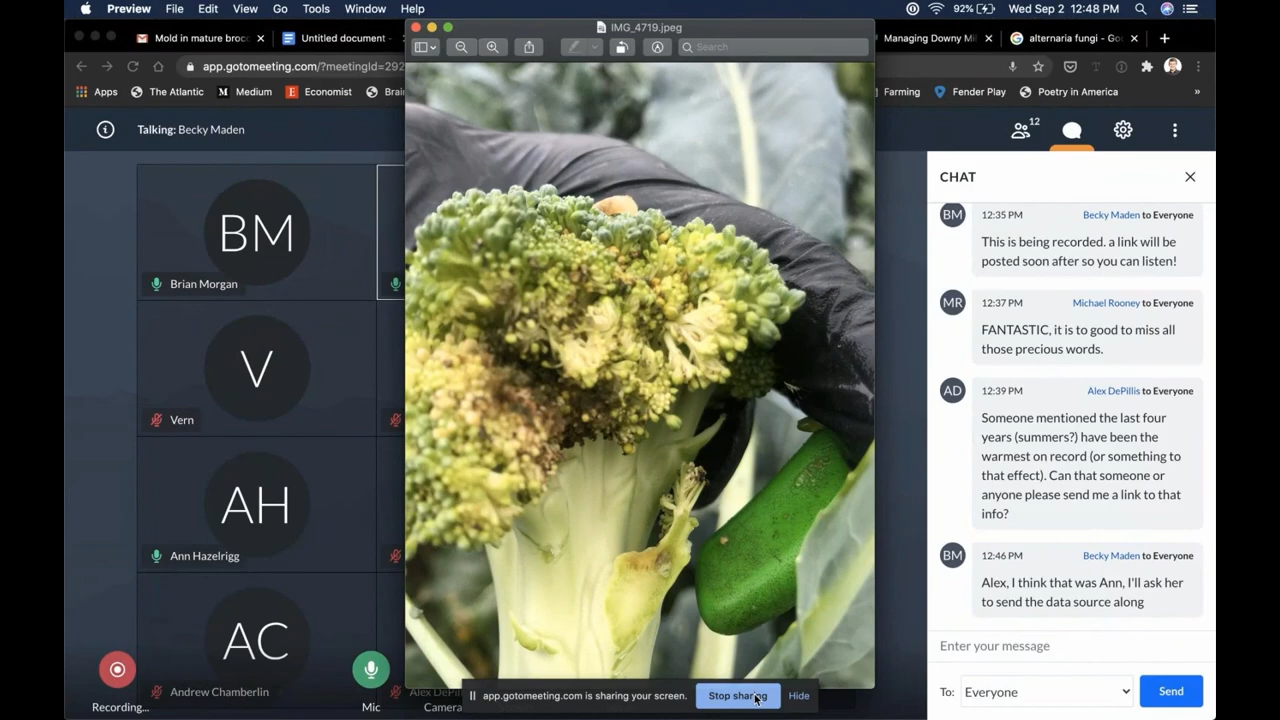 Preview File Edit View Go Tools Window Help 92% Wed Sep 2 12:48 PM
IMG_4719.jpeg
Mold in mature broc Untitled document Managing Downy Mi alternaria fungi - Go
Search
app.gotomeeting.com/?meetingId=292
Apps The Atlantic Medium Economist Farming Fender Play Poetry in America »
Talking: Becky Maden 12
CHAT
BM
Brian Morgan
V
Vern
AH
Ann Hazelrigg
AC
Andrew Chamberlin
Recording...
Mic
Camera
BM 12:35 PM Becky Maden to Everyone
This is being recorded. a link will be
posted soon after so you can listen!
MR 12:37 PM Michael Rooney to Everyone
FANTASTIC, it is to good to miss all
those precious words.
AD 12:39 PM Alex DePillis to Everyone
Someone mentioned the last four
years (summers?) have been the
warmest on record (or something to
that effect). Can that someone or
anyone please send me a link to that
info?
BM 12:46 PM Becky Maden to Everyone
Alex, I think that was Ann, I'll ask her
to send the data source along
Enter your message
To: Everyone Send
app.gotomeeting.com is sharing your screen. Stop sharing Hide